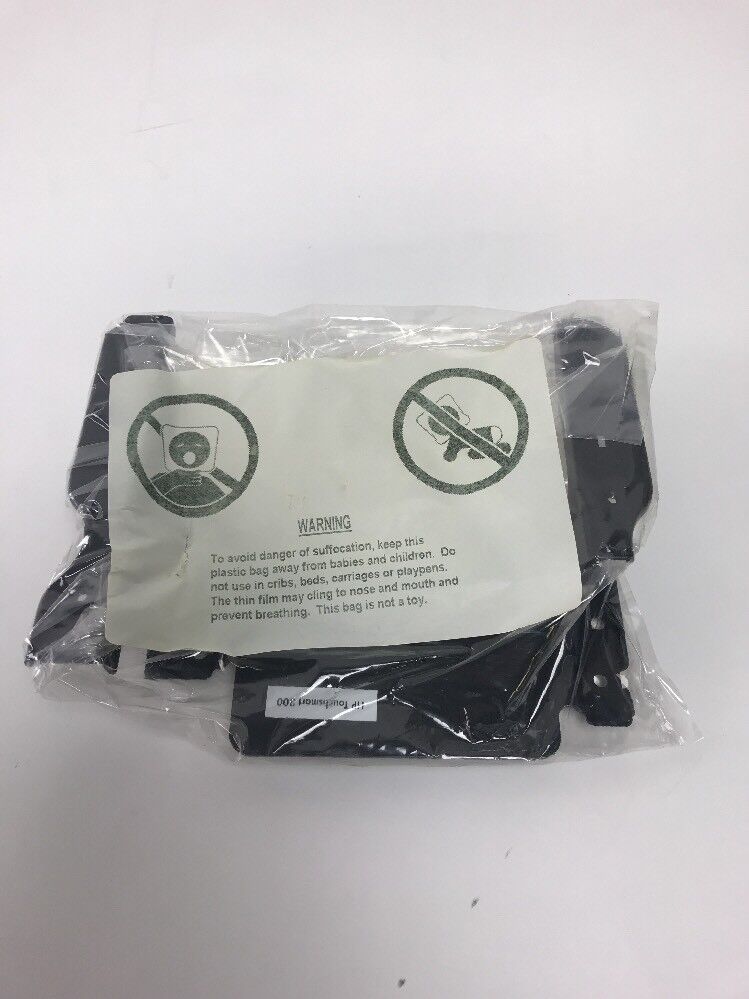 WARNING
To avoid danger of suffocation, keep this
plastic bag away from babies and children. Do
not use in cribs, beds, carriages or playpens.
The thin film may cling to nose and mouth and
prevent breathing. This bag is not a toy.
HP Touchsmart 300